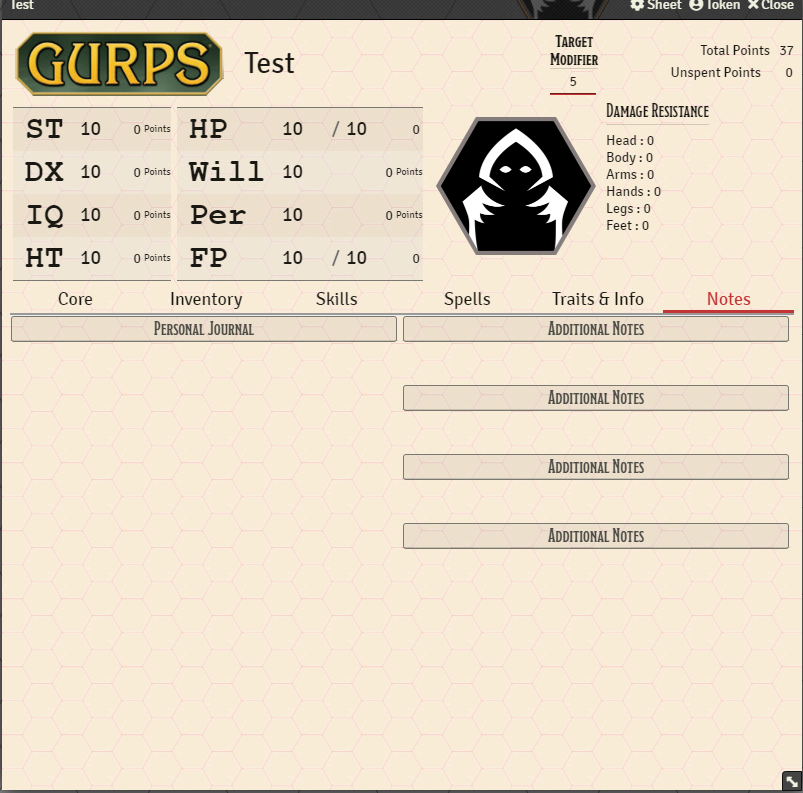 Test
Sheet Token Close
GURPS
Test
Target
Modifier
5
Total Points 37
Unspent Points 0
ST 10 0 Points
DX 10 0 Points
IQ 10 0 Points
HT 10 0 Points
HP 10 / 10 0
Will 10 0 Points
Per 10 0 Points
FP 10 / 10 0
Damage Resistance
Head : 0
Body : 0
Arms : 0
Hands : 0
Legs : 0
Feet : 0
Core Inventory Skills Spells Traits & Info Notes
Personal Journal
Additional Notes
Additional Notes
Additional Notes
Additional Notes